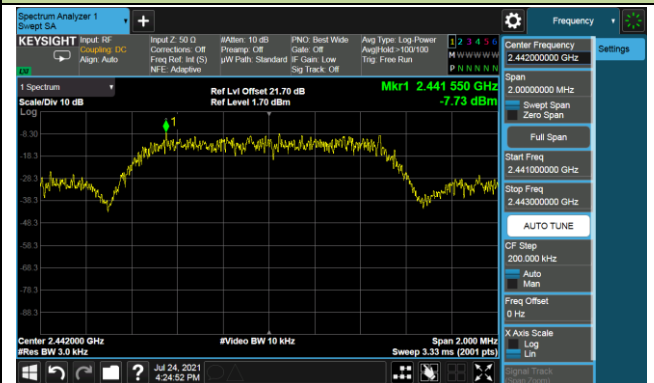 Spectrum Analyzer 1
Swept SA
+
Frequency
KEYSIGHT
Input: RF
Coupling: DC
Align: Auto
Input Z: 50 Ω
Corrections: Off
Freq Ref: Int (S)
NFE: Adaptive
#Atten: 10 dB
Preamp: Off
µW Path: Standard
PNO: Best Wide
Gate: Off
IF Gain: Low
Sig Track: Off
Avg Type: Log-Power
Avg|Hold:>100/100
Trig: Free Run
1 2 3 4 5 6
M W W W W W
P N N N N N
1 Spectrum
Scale/Div 10 dB
Log
Ref Lvl Offset 21.70 dB
Ref Level 1.70 dBm
Mkr1 2.441 550 GHz
-7.73 dBm
1
-8.30
-18.3
-28.3
-38.3
-48.3
-58.3
-68.3
-78.3
-88.3
Center 2.442000 GHz
#Res BW 3.0 kHz
#Video BW 10 kHz
Span 2.000 MHz
Sweep 3.33 ms (2001 pts)
Center Frequency
2.442000000 GHz
Settings
Span
2.00000000 MHz
Swept Span
Zero Span
Full Span
Start Freq
2.441000000 GHz
Stop Freq
2.443000000 GHz
AUTO TUNE
CF Step
200.000 kHz
Auto
Man
Freq Offset
0 Hz
X Axis Scale
Log
Lin
Signal Track
(Span Zoom)
?
Jul 24, 2021
4:24:52 PM